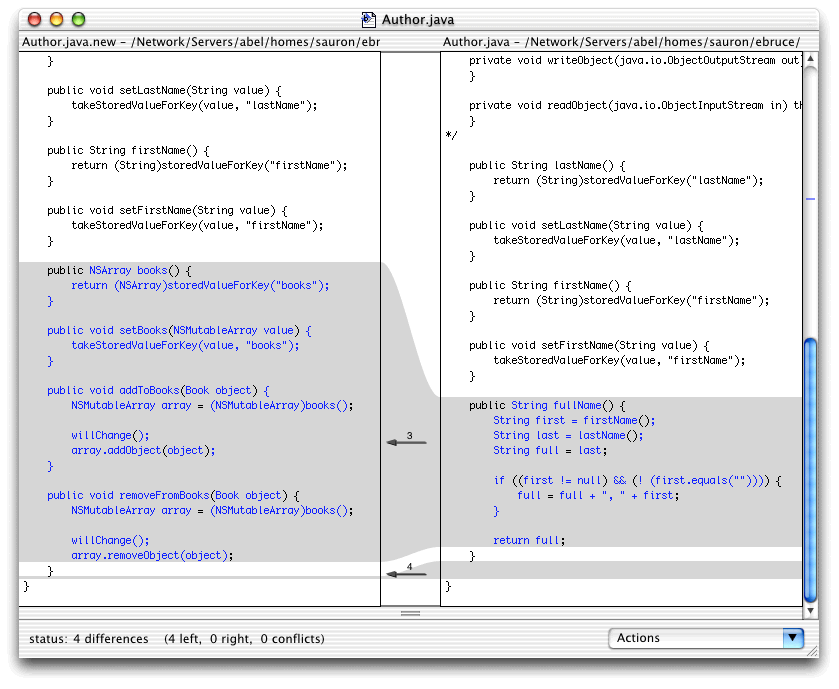 Author.java
Author.java.new – /Network/Servers/abel/homes/sauron/ebr
    }

    public void setLastName(String value) {
        takeStoredValueForKey(value, "lastName");
    }

    public String firstName() {
        return (String)storedValueForKey("firstName");
    }

    public void setFirstName(String value) {
        takeStoredValueForKey(value, "firstName");
    }

    public NSArray books() {
        return (NSArray)storedValueForKey("books");
    }

    public void setBooks(NSMutableArray value) {
        takeStoredValueForKey(value, "books");
    }

    public void addToBooks(Book object) {
        NSMutableArray array = (NSMutableArray)books();

        willChange();
        array.addObject(object);
    }

    public void removeFromBooks(Book object) {
        NSMutableArray array = (NSMutableArray)books();

        willChange();
        array.removeObject(object);
    }
}
3
4
Author.java – /Network/Servers/abel/homes/sauron/ebruce/
    private void writeObject(java.io.ObjectOutputStream out
    }

    private void readObject(java.io.ObjectInputStream in) th
    }
*/

    public String lastName() {
        return (String)storedValueForKey("lastName");
    }

    public void setLastName(String value) {
        takeStoredValueForKey(value, "lastName");
    }

    public String firstName() {
        return (String)storedValueForKey("firstName");
    }

    public void setFirstName(String value) {
        takeStoredValueForKey(value, "firstName");
    }

    public String fullName() {
        String first = firstName();
        String last = lastName();
        String full = last;

        if ((first != null) && (! (first.equals("")))) {
            full = full + ", " + first;
        }

        return full;
    }

}
status: 4 differences (4 left, 0 right, 0 conflicts)
Actions